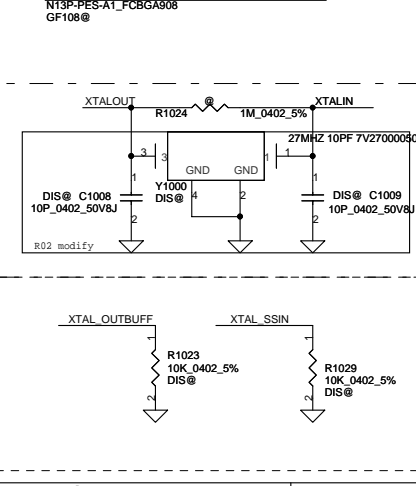 N13P-PES-A1_FCBGA908
GF108@
XTALOUT
@
XTALIN
R1024
1M_0402_5%
27MHZ 10PF 7V27000050
3
3
1
1
GND
GND
1
1
DIS@ C1008
10P_0402_50V8J
Y1000
DIS@
4
2
DIS@ C1009
10P_0402_50V8J
2
2
R02 modify
XTAL_OUTBUFF
XTAL_SSIN
1
1
R1023
10K_0402_5%
DIS@
R1029
10K_0402_5%
DIS@
2
2